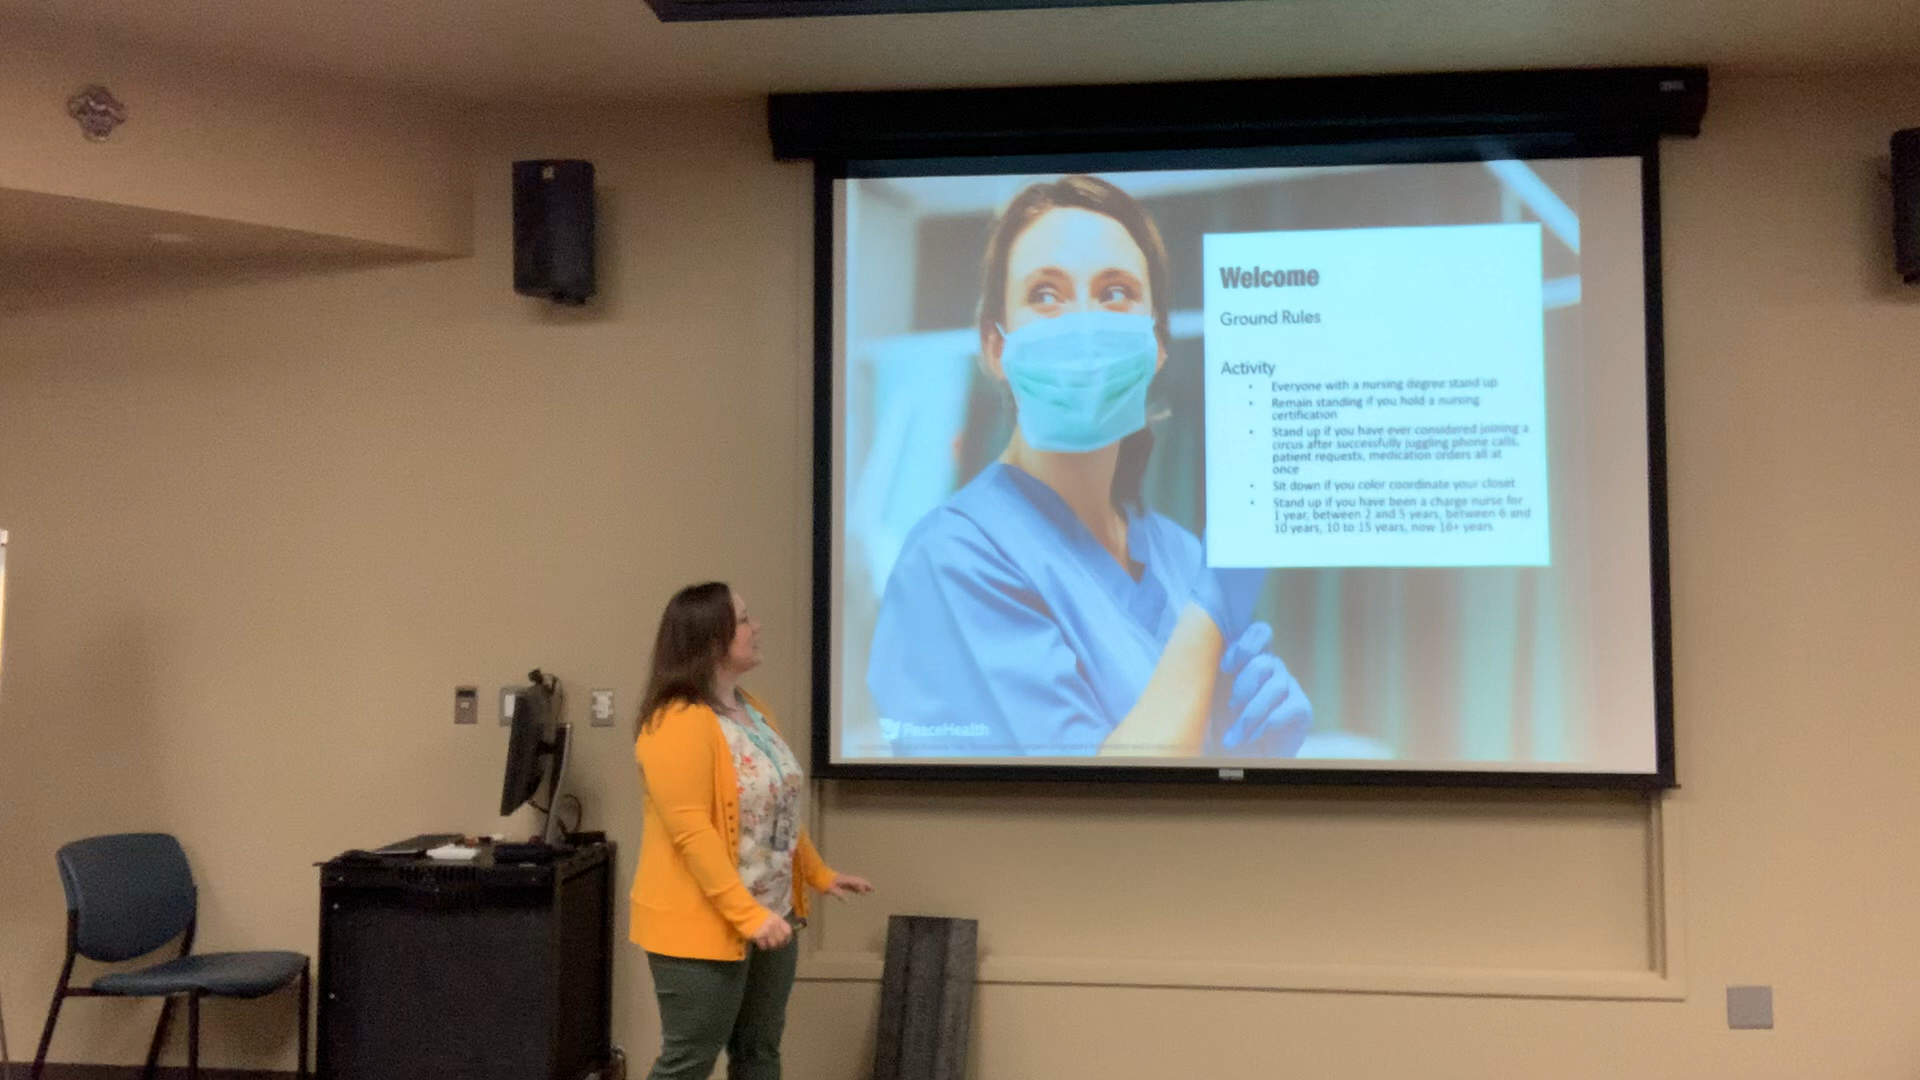 Welcome
Ground Rules
Activity
• Everyone with a nursing degree stand up
• Remain standing if you hold a nursing
certification
• Stand up if you have ever considered joining a
circus after successfully juggling phone calls,
patient requests, medication orders all at
once
• Sit down if you color coordinate your closet
• Stand up if you have been a charge nurse for
1 year, between 2 and 5 years, between 6 and
10 years, 10 to 15 years, now 16+ years
PeaceHealth